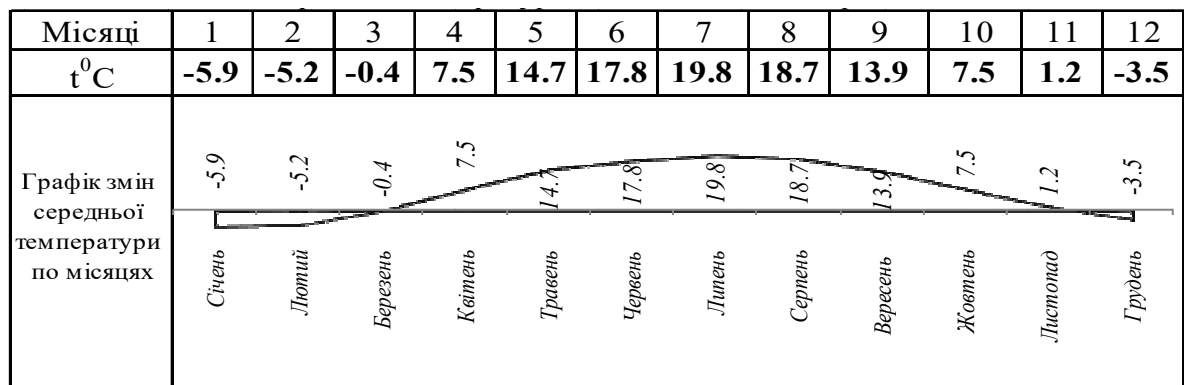 Місяці 1 2 3 4 5 6 7 8 9 10 11 12
t⁰C -5.9 -5.2 -0.4 7.5 14.7 17.8 19.8 18.7 13.9 7.5 1.2 -3.5
Графік змін
середньої
температури
по місяцях
-5.9 -5.2 -0.4 7.5 14.7 17.8 19.8 18.7 13.9 7.5 1.2 -3.5
Січень Лютий Березень Квітень Травень Червень Липень Серпень Вересень Жовтень Листопад Грудень